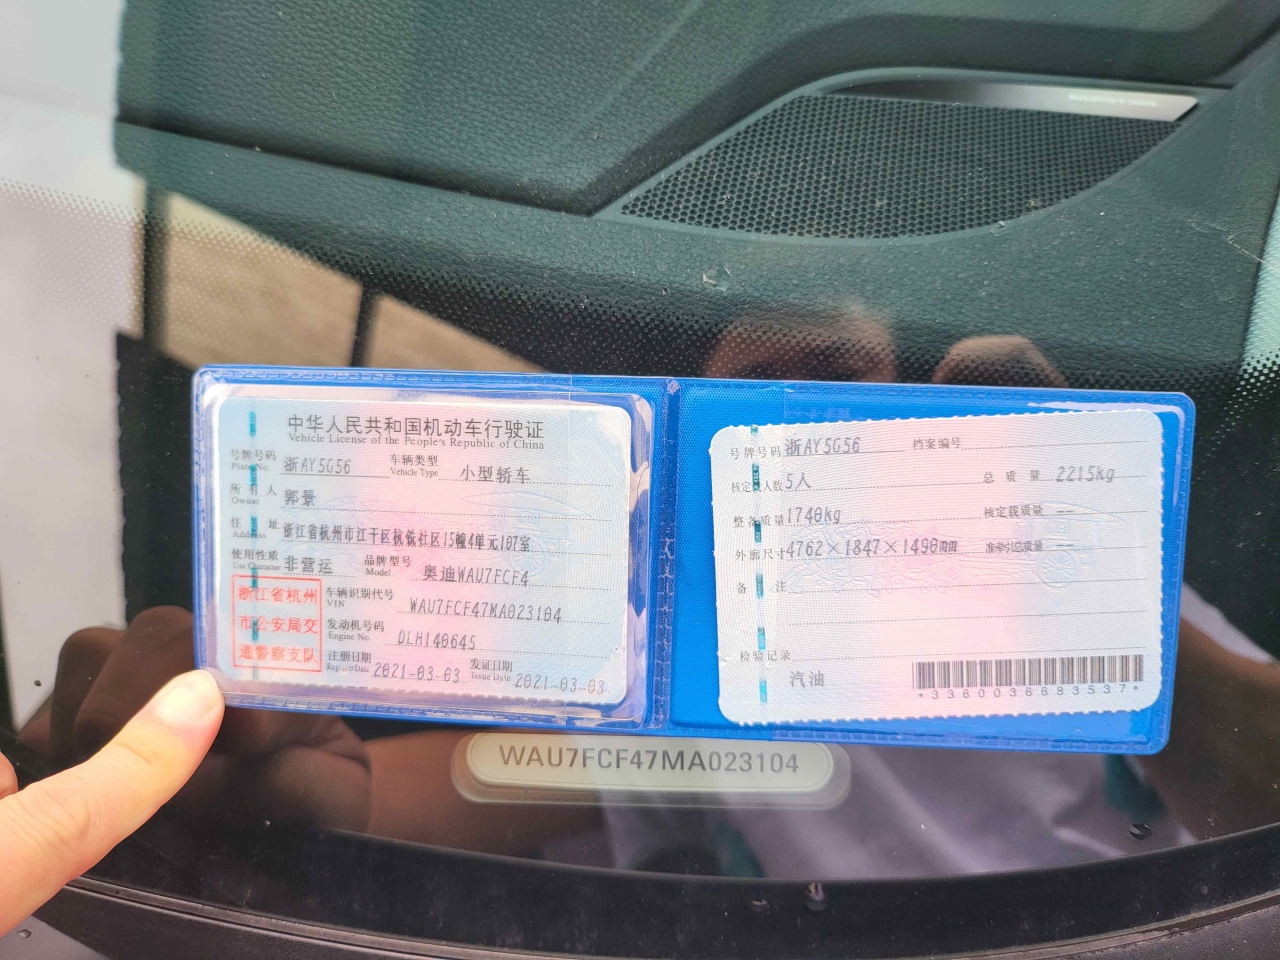 中华人民共和国机动车行驶证
Vehicle License of the People's Republic of China
号牌号码 浙AY5G56 车辆类型 小型轿车
Plate No. Vehicle Type
所有人 郭景
Owner
住址 浙江省杭州市江干区杭钣社区15幢4单元107室
Address
使用性质 非营运 品牌型号 奥迪WAU7FCF4
Use Character Model
浙江省杭州
市公安局交
通警察支队
车辆识别代号 WAU7FCF47MA023104
VIN
发动机号码 DLH140645
Engine No.
注册日期 2021-03-03 发证日期 2021-03-03
Register Date Issue Date
号牌号码 浙AY5G56 档案编号
核定载人数 5人 总质量 2215kg
整备质量 1740kg 核定载质量 --
外廓尺寸 4762×1847×1490mm 准牵引总质量 --
备注
检验记录
汽油
*3360036683537*
WAU7FCF47MA023104